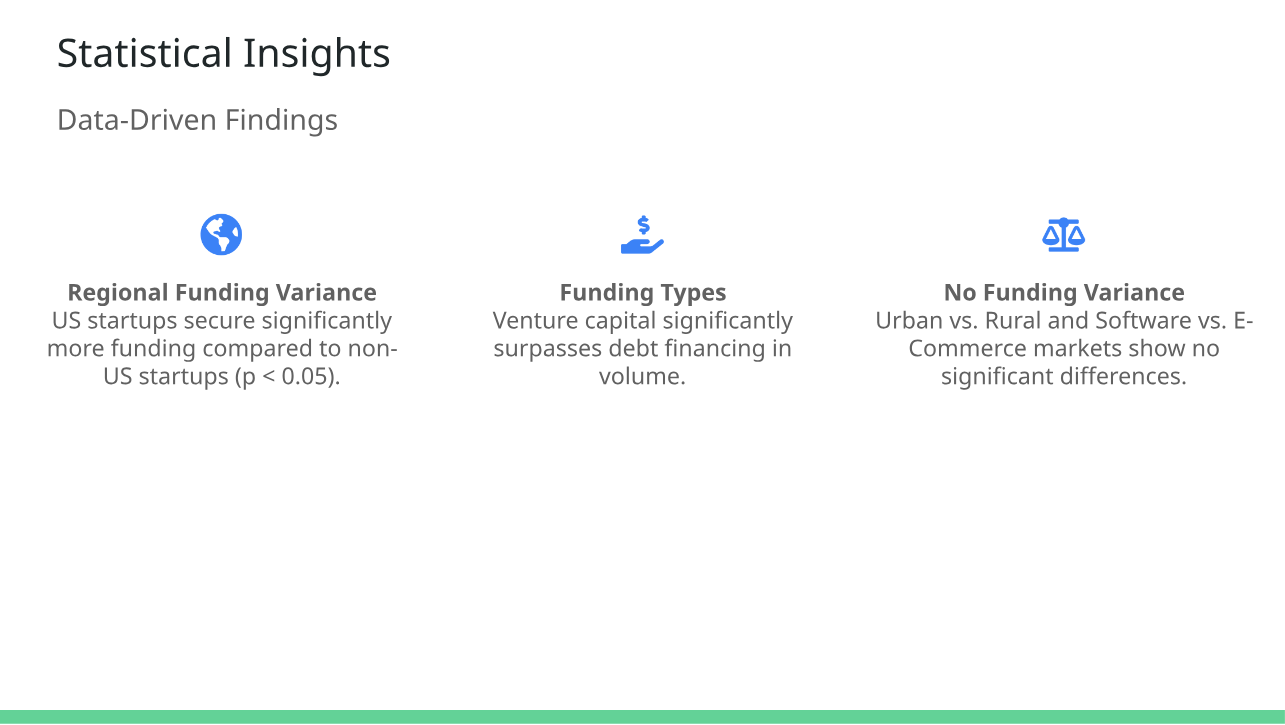 Statistical Insights
Data-Driven Findings
Regional Funding Variance
US startups secure significantly
more funding compared to non-
US startups (p < 0.05).
Funding Types
Venture capital significantly
surpasses debt financing in
volume.
No Funding Variance
Urban vs. Rural and Software vs. E-
Commerce markets show no
significant differences.